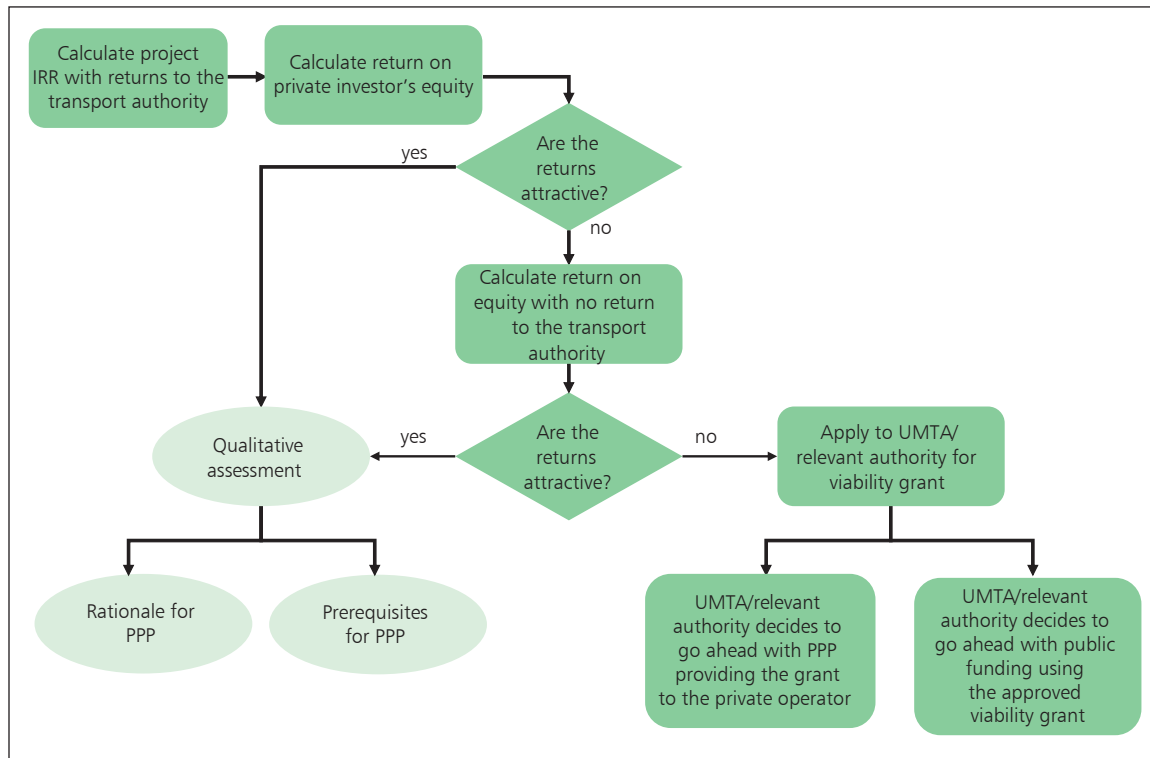 Calculate project
IRR with returns to the
transport authority
Calculate return on
private investor's equity
Are the
returns
attractive?
yes
no
Calculate return on
equity with no return
to the transport
authority
Qualitative
assessment
yes
Are the
returns
attractive?
no
Apply to UMTA/
relevant authority for
viability grant
Rationale for
PPP
Prerequisites
for PPP
UMTA/relevant
authority decides to
go ahead with PPP
providing the grant
to the private operator
UMTA/relevant
authority decides to
go ahead with public
funding using
the approved
viability grant